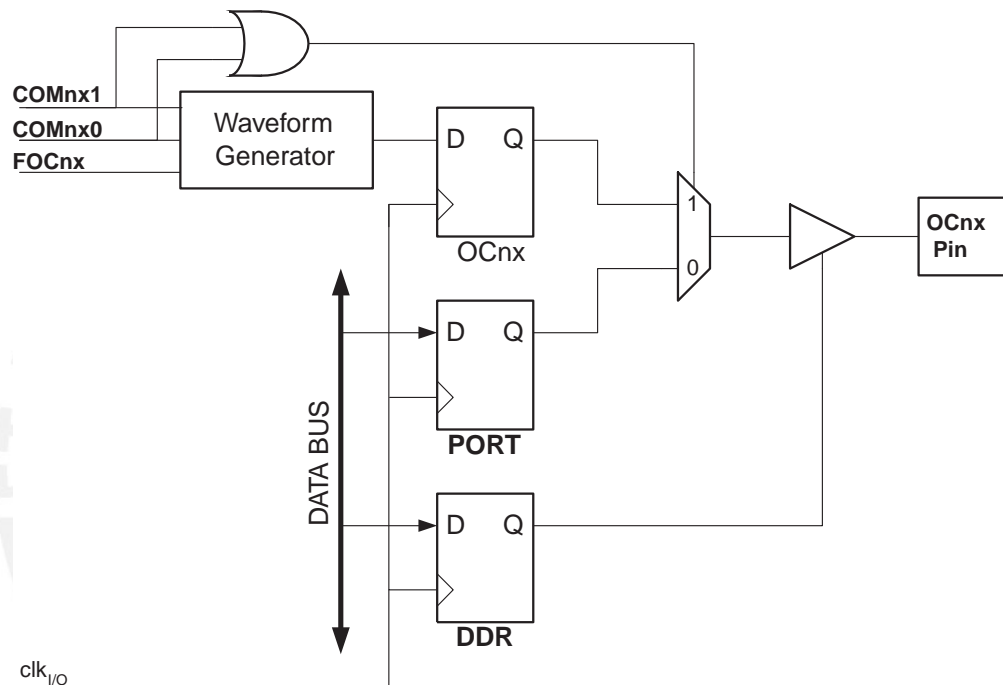 COMnx1
COMnx0
FOCnx
Waveform
Generator
D Q
OCnx
1
0
OCnx
Pin
D Q
PORT
DATA BUS
D Q
DDR
clkI/O